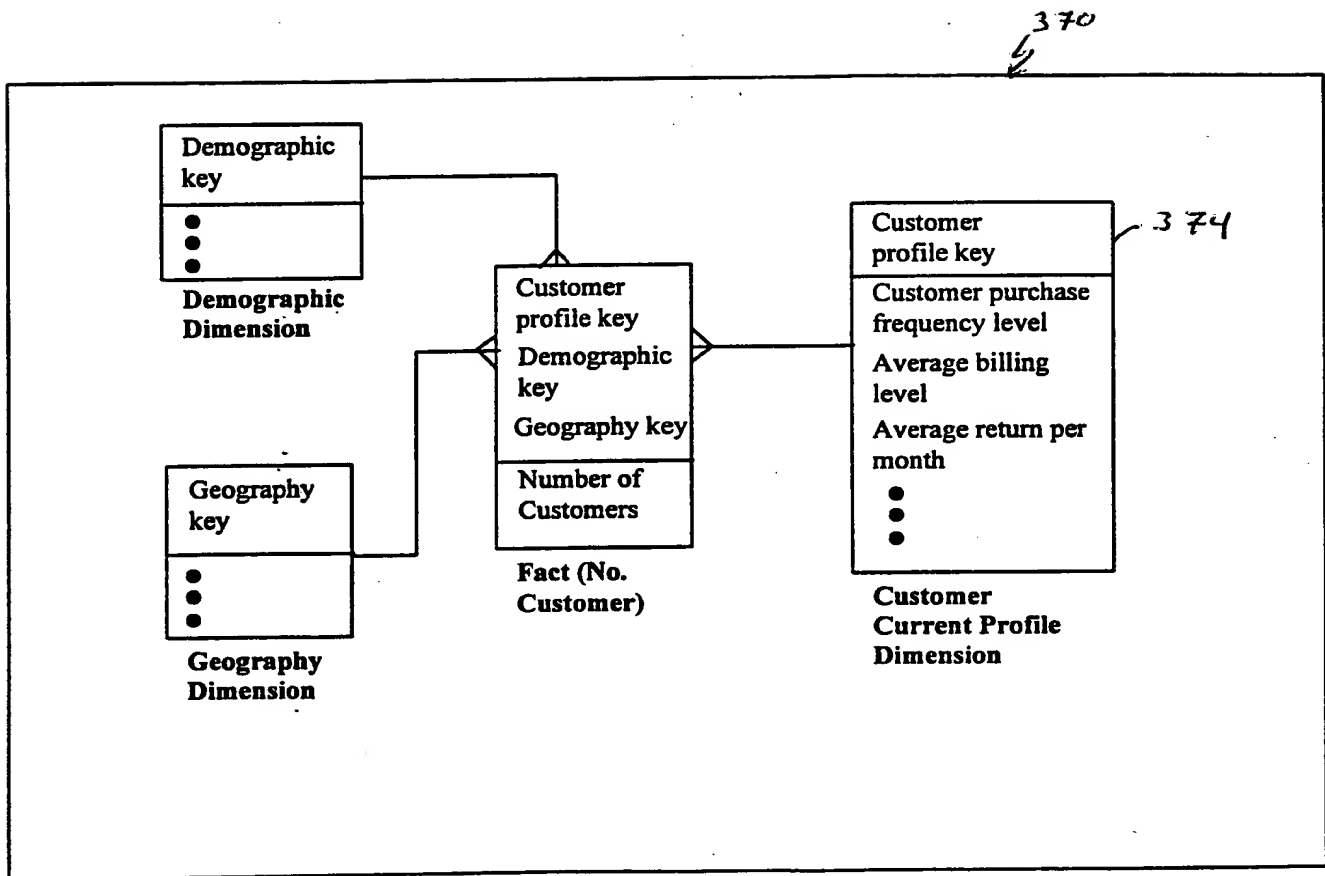 370
Demographic
key
Demographic
Dimension
Geography
key
Geography
Dimension
Customer
profile key
Demographic
key
Geography key
Number of
Customers
Fact (No.
Customer)
Customer
profile key
374
Customer purchase
frequency level
Average billing
level
Average return per
month
Customer
Current Profile
Dimension